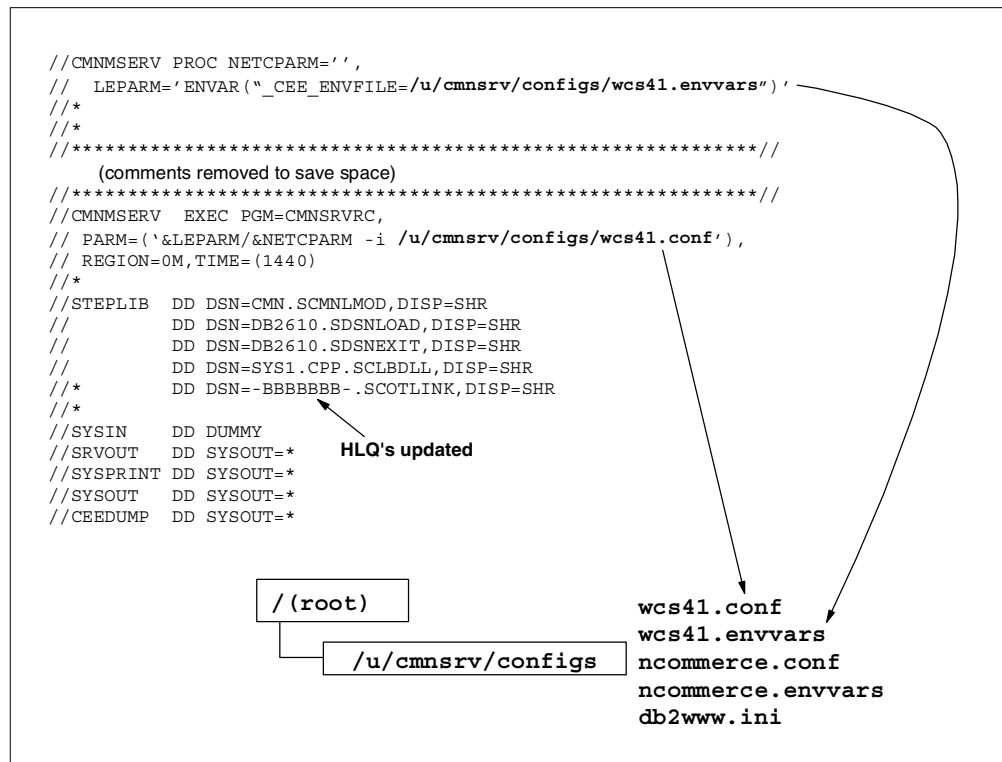 //CMNMSERV PROC NETCPARM='',
//  LEPARM='ENVAR(“_CEE_ENVFILE=/u/cmnsrv/configs/wcs41.envvars”)’
//*
//*
//*************************************************************//
(comments removed to save space)
//*************************************************************//
//CMNMSERV  EXEC PGM=CMNSRVRC,
// PARM=(‘&LEPARM/&NETCPARM -i /u/cmnsrv/configs/wcs41.conf’),
// REGION=0M,TIME=(1440)
//*
//STEPLIB  DD DSN=CMN.SCMNLMOD,DISP=SHR
//         DD DSN=DB2610.SDSNLOAD,DISP=SHR
//         DD DSN=DB2610.SDSNEXIT,DISP=SHR
//         DD DSN=SYS1.CPP.SCLBDLL,DISP=SHR
//*        DD DSN=-BBBBBBB-.SCOTLINK,DISP=SHR
//*
//SYSIN    DD DUMMY
HLQ's updated
//SRVOUT   DD SYSOUT=*
//SYSPRINT DD SYSOUT=*
//SYSOUT   DD SYSOUT=*
//CEEDUMP  DD SYSOUT=*
/(root)
/u/cmnsrv/configs
wcs41.conf
wcs41.envvars
ncommerce.conf
ncommerce.envvars
db2www.ini